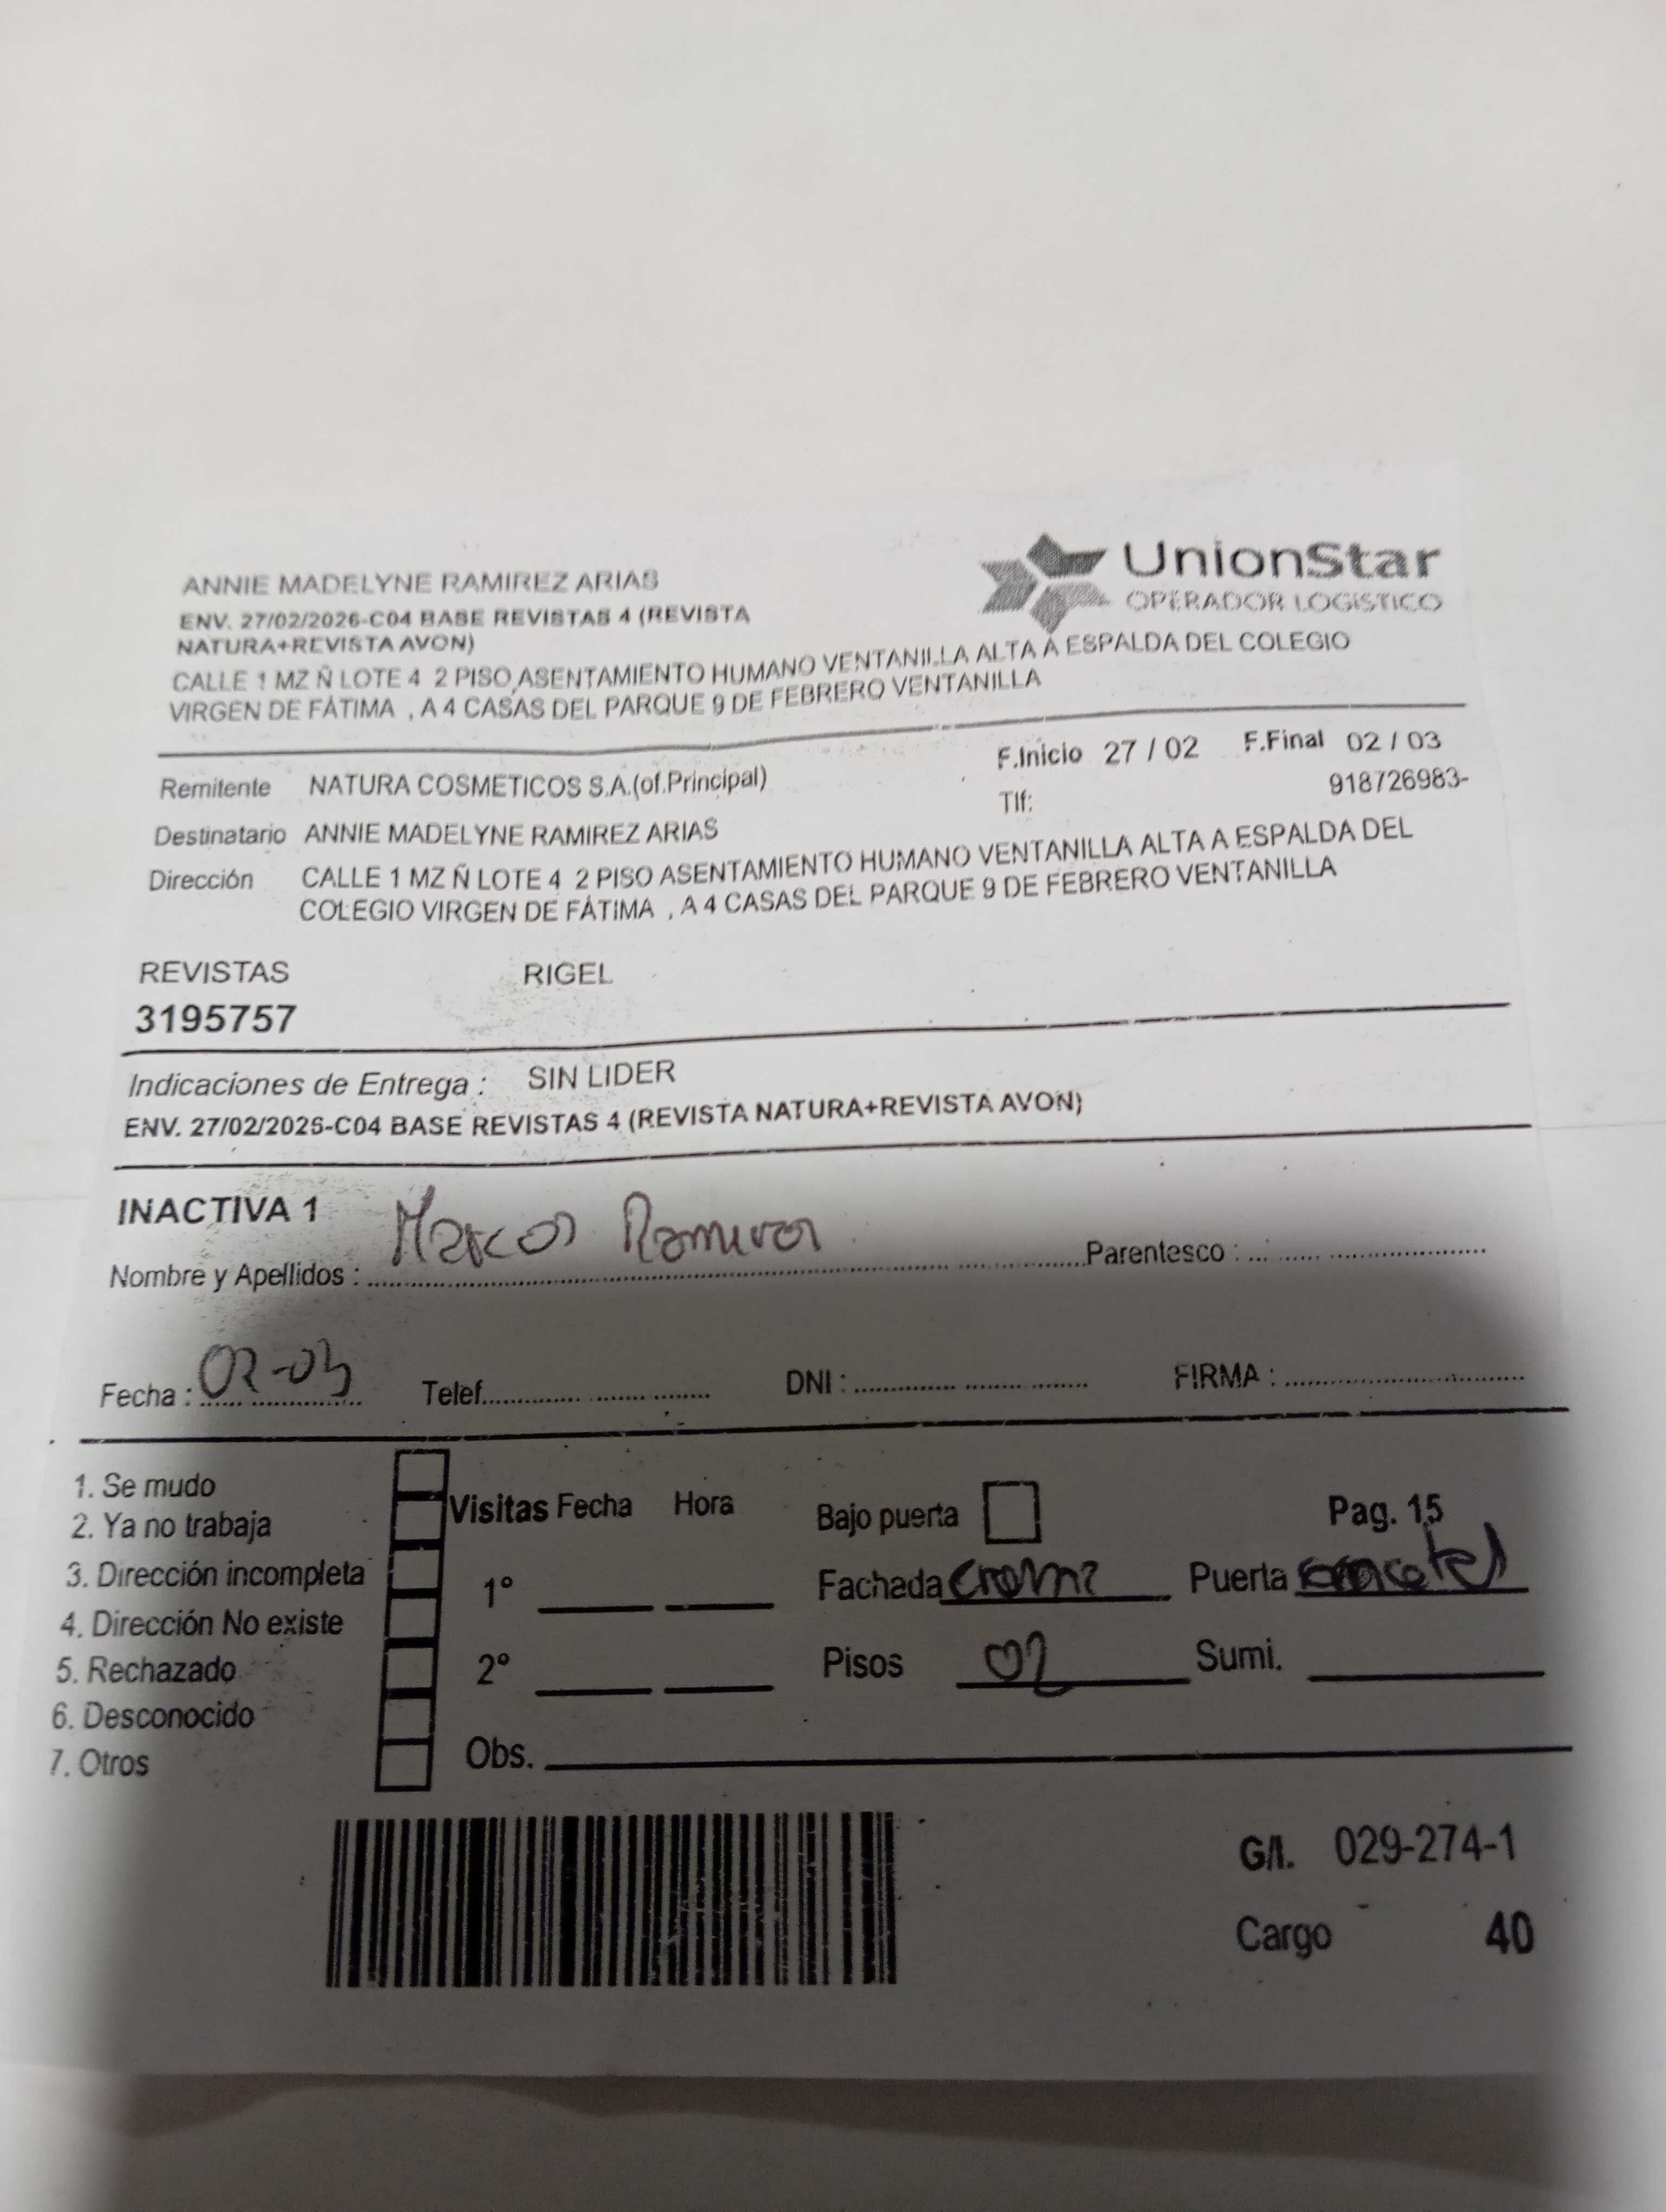 UnionStar
OPERADOR LOGISTICO
ANNIE MADELYNE RAMIREZ ARIAS
ENV. 27/02/2026-C04 BASE REVISTAS 4 (REVISTA
NATURA+REVISTA AVON)
CALLE 1 MZ Ñ LOTE 4 2 PISO ASENTAMIENTO HUMANO VENTANILLA ALTA A ESPALDA DEL COLEGIO
VIRGEN DE FÁTIMA , A 4 CASAS DEL PARQUE 9 DE FEBRERO VENTANILLA
Remitente NATURA COSMETICOS S.A.(of.Principal) F.Inicio 27 / 02 F.Final 02 / 03
Tlf: 918726983-
Destinatario ANNIE MADELYNE RAMIREZ ARIAS
Dirección CALLE 1 MZ Ñ LOTE 4 2 PISO ASENTAMIENTO HUMANO VENTANILLA ALTA A ESPALDA DEL
COLEGIO VIRGEN DE FÁTIMA , A 4 CASAS DEL PARQUE 9 DE FEBRERO VENTANILLA
REVISTAS RIGEL
3195757
Indicaciones de Entrega : SIN LIDER
ENV. 27/02/2026-C04 BASE REVISTAS 4 (REVISTA NATURA+REVISTA AVON)
INACTIVA 1
Nombre y Apellidos : Marcos Parentesco :
Fecha : 02-03 Telef. DNI : FIRMA :
1. Se mudo
2. Ya no trabaja
3. Dirección incompleta
4. Dirección No existe
5. Rechazado
6. Desconocido
7. Otros
Visitas Fecha Hora
1°
2°
Obs.
Bajo puerta Pag. 15
Fachada crema Puerta
Pisos 02 Sumi.
G/I. 029-274-1
Cargo 40